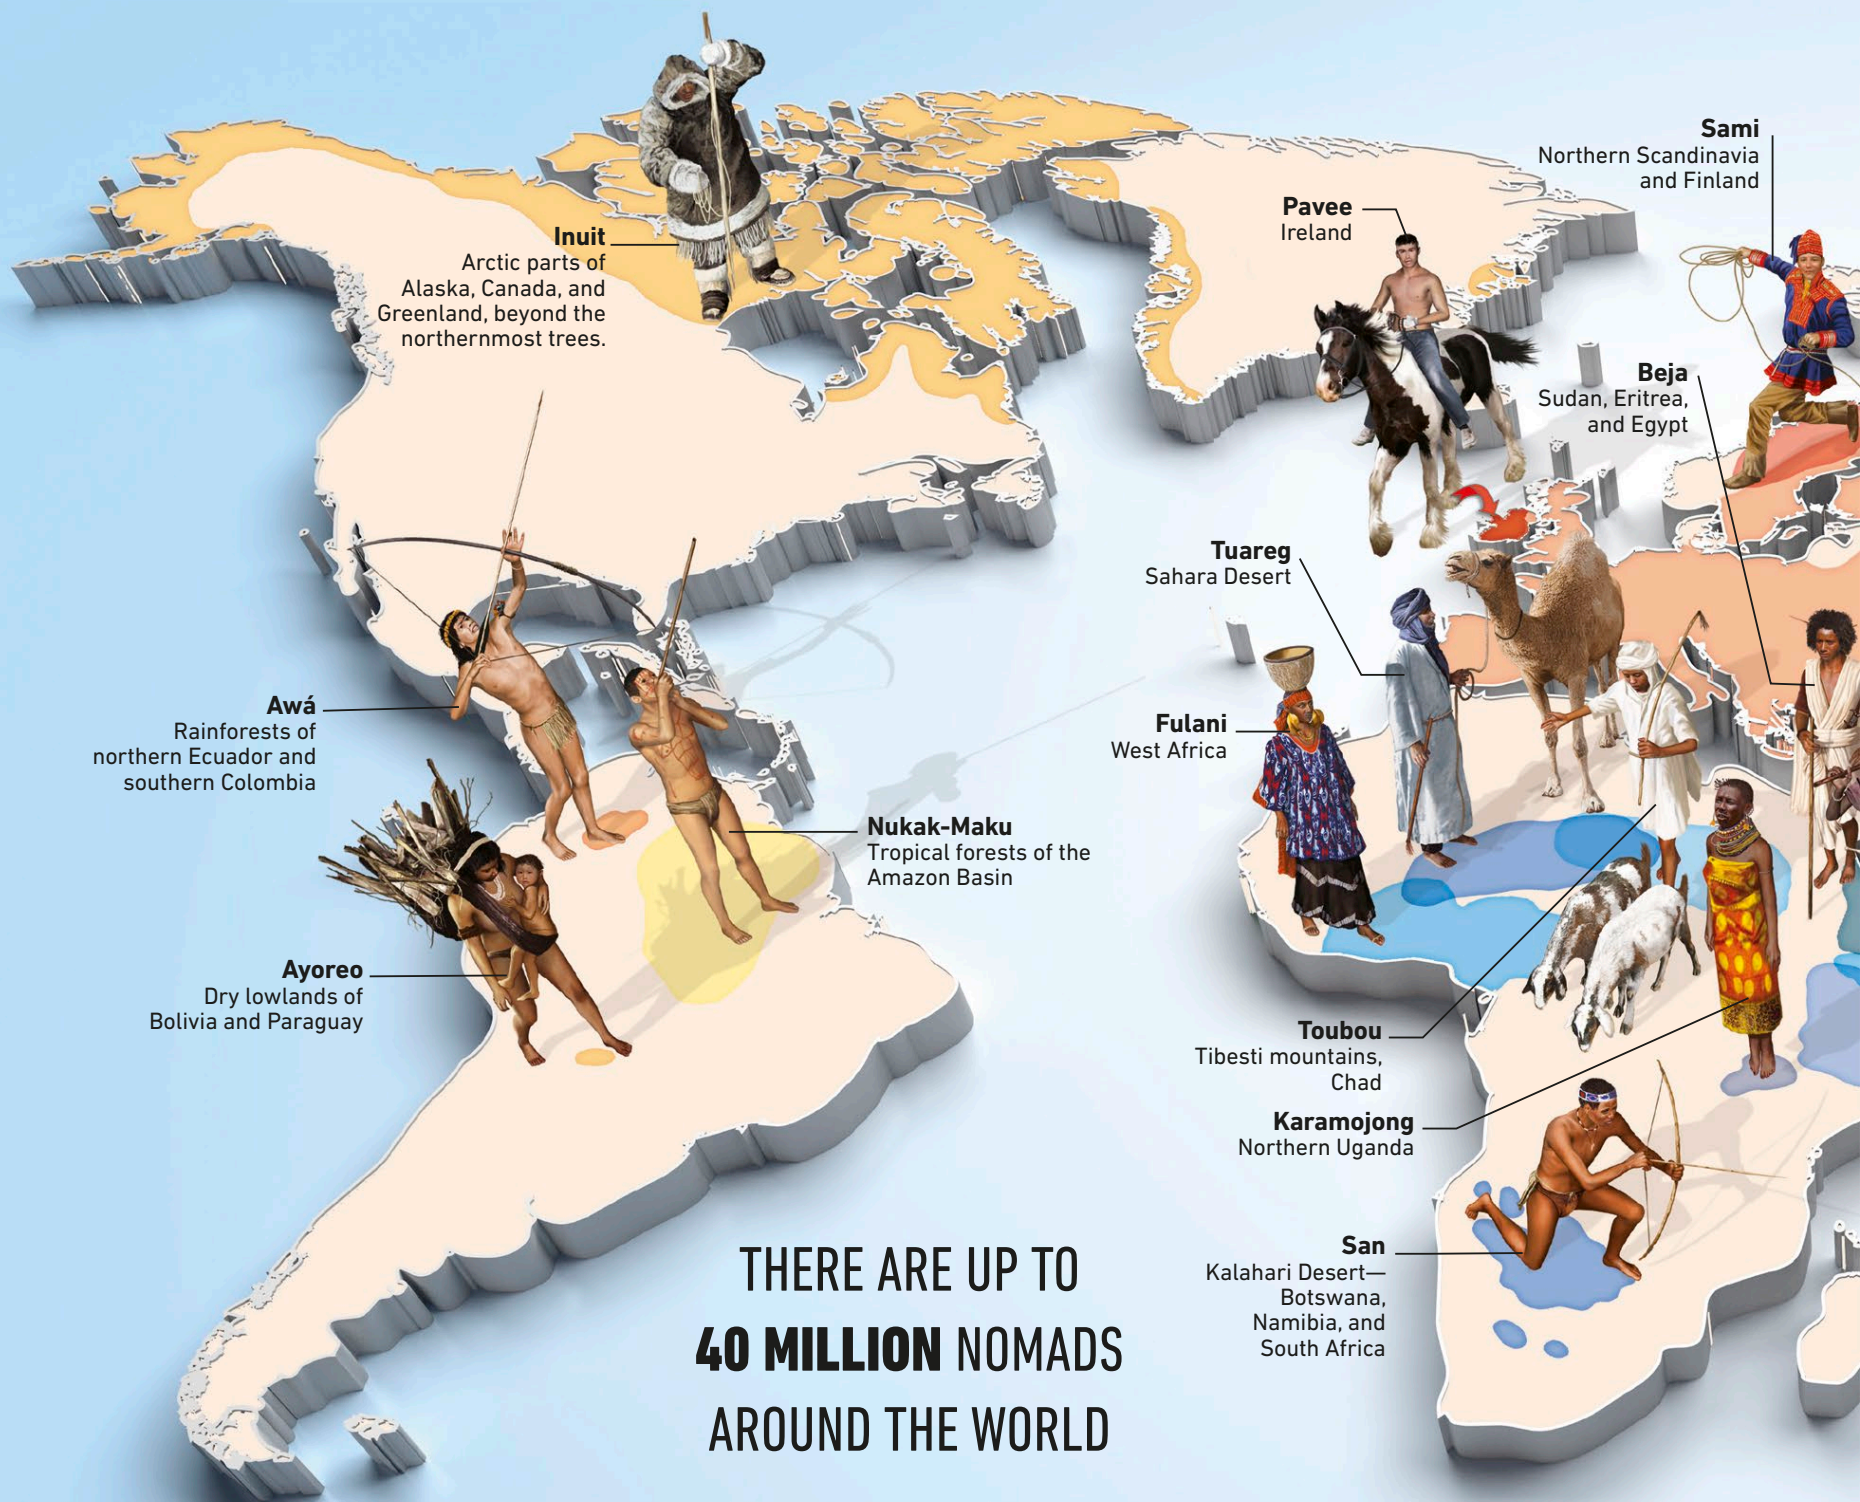 Sami
Northern Scandinavia
and Finland
Pavee
Ireland
Inuit
Arctic parts of
Alaska, Canada, and
Greenland, beyond the
northernmost trees.
Beja
Sudan, Eritrea,
and Egypt
Tuareg
Sahara Desert
Awá
Rainforests of
northern Ecuador and
southern Colombia
Fulani
West Africa
Nukak-Maku
Tropical forests of the
Amazon Basin
Ayoreo
Dry lowlands of
Bolivia and Paraguay
Toubou
Tibesti mountains,
Chad
Karamojong
Northern Uganda
San
Kalahari Desert—
Botswana,
Namibia, and
South Africa
THERE ARE UP TO
40 MILLION NOMADS
AROUND THE WORLD